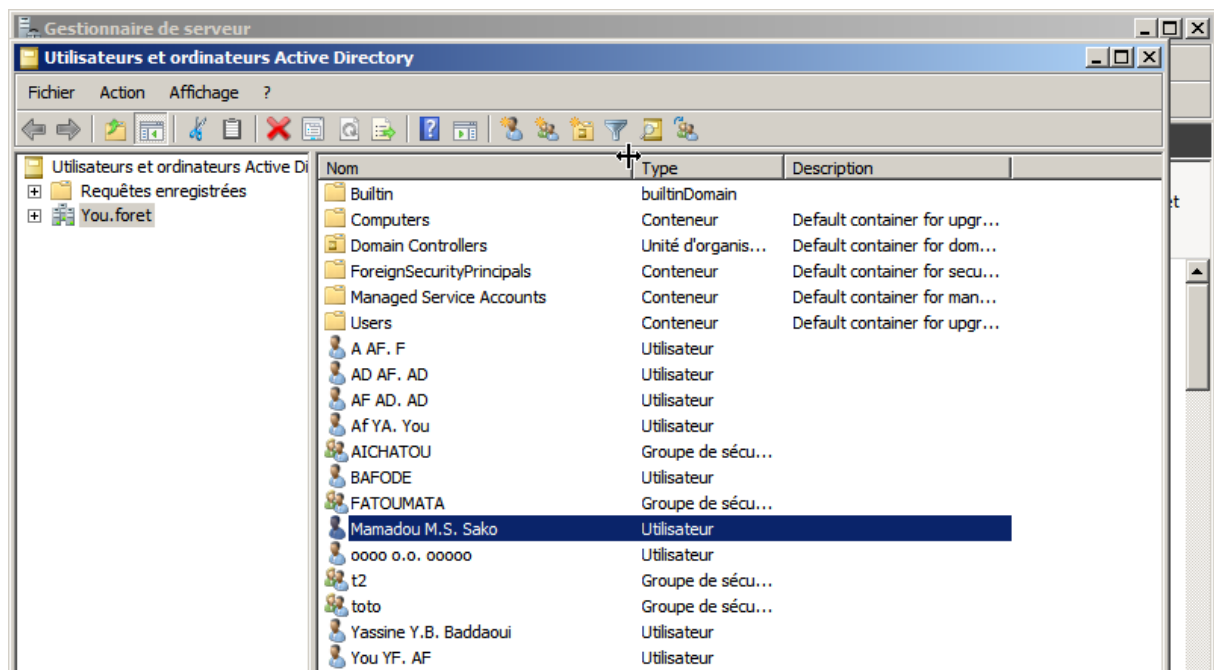 Gestionnaire de serveur
Utilisateurs et ordinateurs Active Directory
Fichier Action Affichage ?
Utilisateurs et ordinateurs Active Di
Requêtes enregistrées
You.foret
Nom Type Description
Builtin builtinDomain
Computers Conteneur Default container for upgr...
Domain Controllers Unité d'organis... Default container for dom...
ForeignSecurityPrincipals Conteneur Default container for secu...
Managed Service Accounts Conteneur Default container for man...
Users Conteneur Default container for upgr...
A AF. F Utilisateur
AD AF. AD Utilisateur
AF AD. AD Utilisateur
Af YA. You Utilisateur
AICHATOU Groupe de sécu...
BAFODE Utilisateur
FATOUMATA Groupe de sécu...
Mamadou M.S. Sako Utilisateur
oooo o.o. ooooo Utilisateur
t2 Groupe de sécu...
toto Groupe de sécu...
Yassine Y.B. Baddaoui Utilisateur
You YF. AF Utilisateur